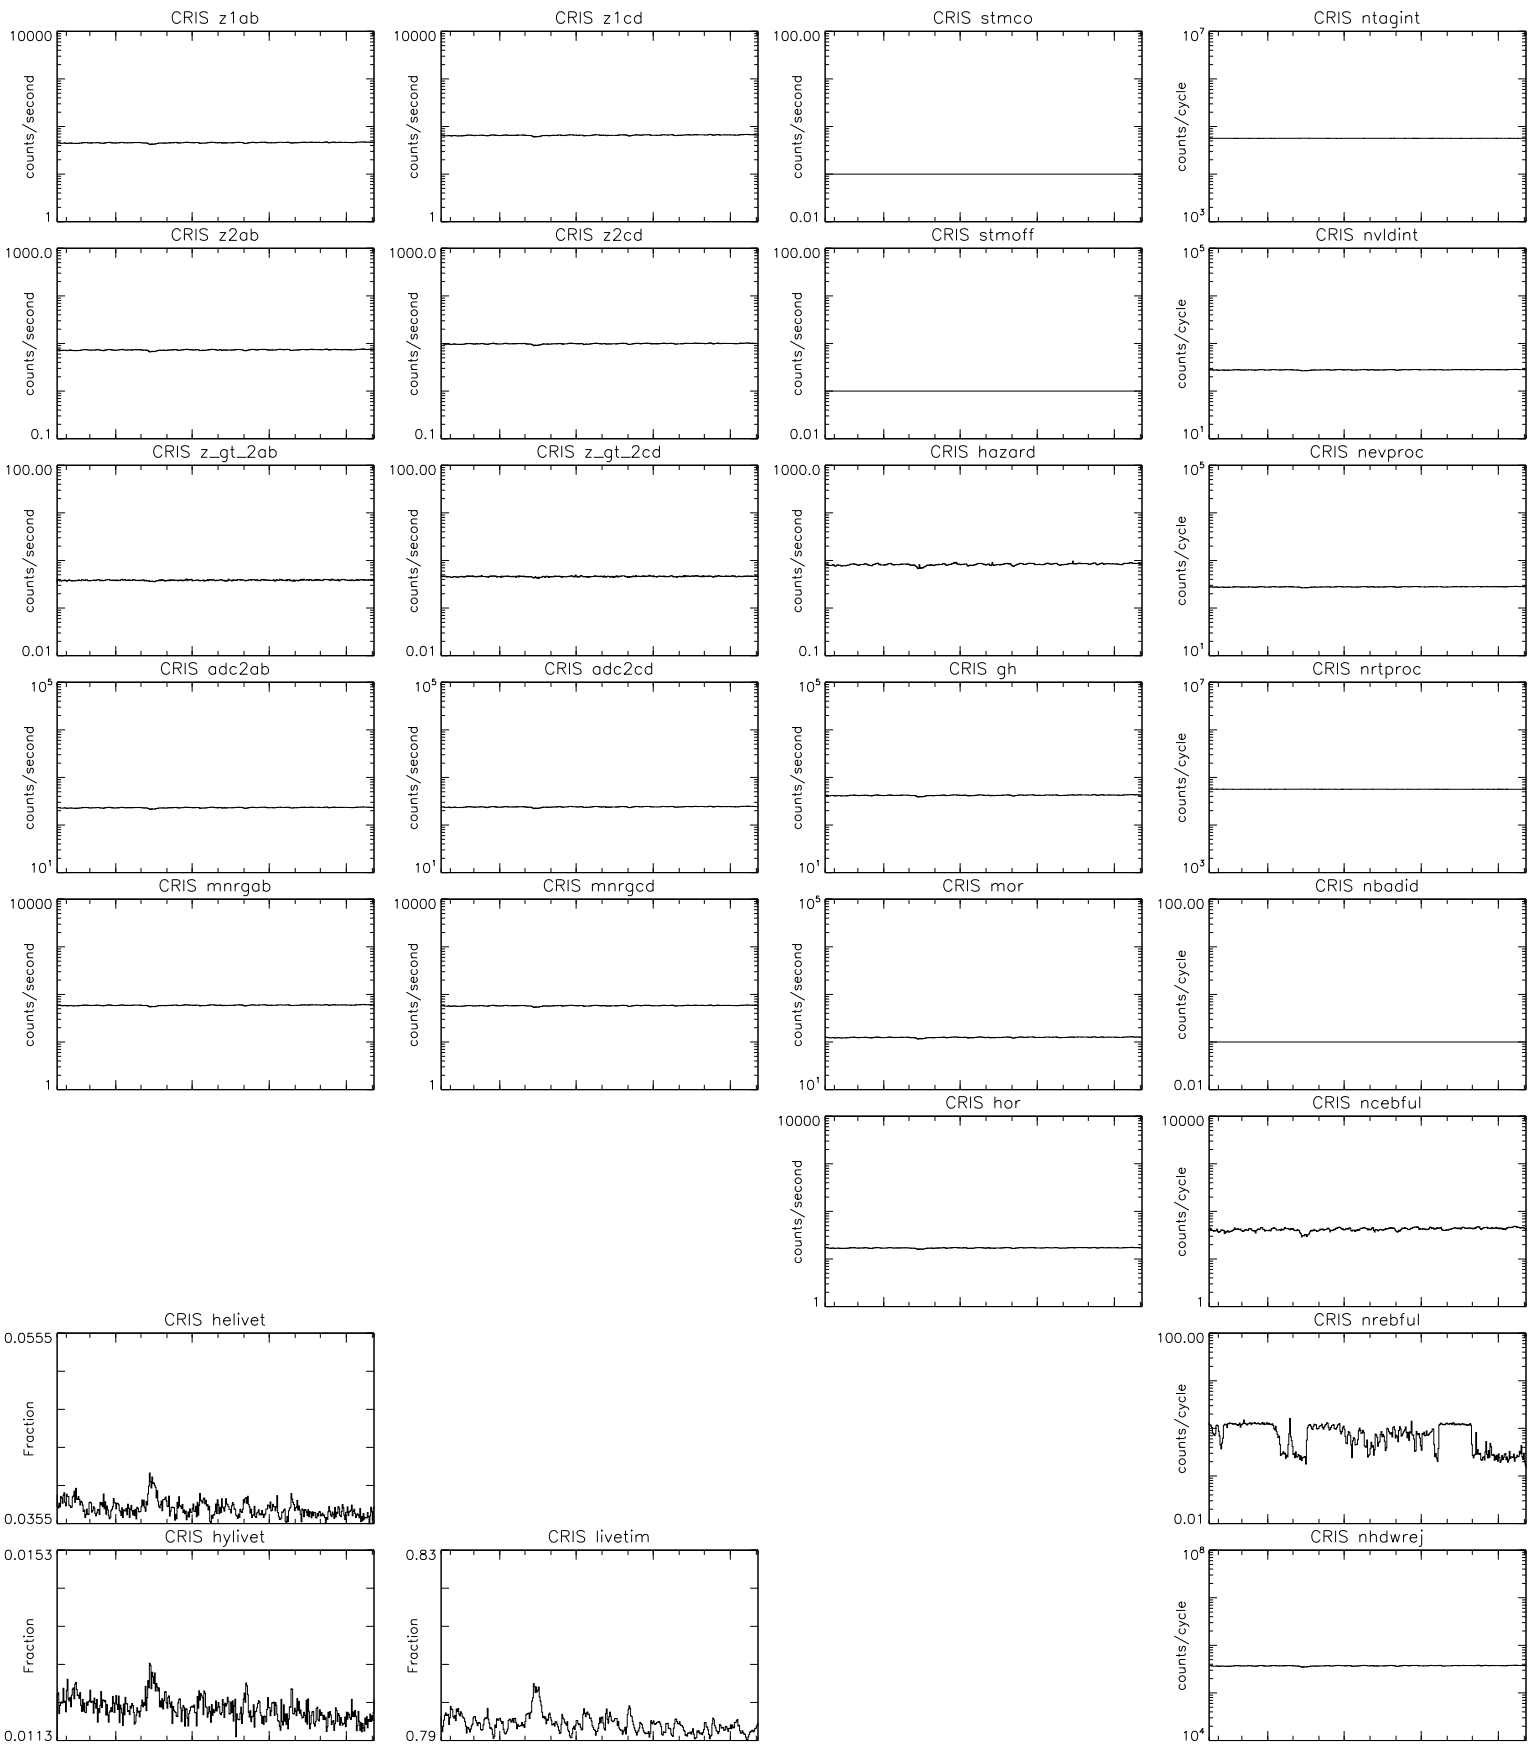 CRIS z1ab
10000
counts/second
1
CRIS z1cd
10000
counts/second
1
CRIS stmco
100.00
counts/second
0.01
CRIS ntagint
10^7
counts/cycle
10^3
CRIS z2ab
1000.0
counts/second
0.1
CRIS z2cd
1000.0
counts/second
0.1
CRIS stmoff
100.00
counts/second
0.01
CRIS nvldint
10^5
counts/cycle
10^1
CRIS z_gt_2ab
100.00
counts/second
0.01
CRIS z_gt_2cd
100.00
counts/second
0.01
CRIS hazard
1000.0
counts/second
0.1
CRIS nevproc
10^5
counts/cycle
10^1
CRIS adc2ab
10^5
counts/second
10^1
CRIS adc2cd
10^5
counts/second
10^1
CRIS gh
10^5
counts/second
10^1
CRIS nrtproc
10^7
counts/cycle
10^3
CRIS mnrgab
10000
counts/second
1
CRIS mnrgcd
10000
counts/second
1
CRIS mor
10^5
counts/second
10^1
CRIS nbadid
100.00
counts/cycle
0.01
CRIS hor
10000
counts/second
1
CRIS ncebful
10000
counts/cycle
1
CRIS helivet
0.0555
Fraction
0.0355
CRIS nrebful
100.00
counts/cycle
0.01
CRIS hylivet
0.0153
Fraction
0.0113
CRIS livetim
0.83
Fraction
0.79
CRIS nhdwrej
10^8
counts/cycle
10^4